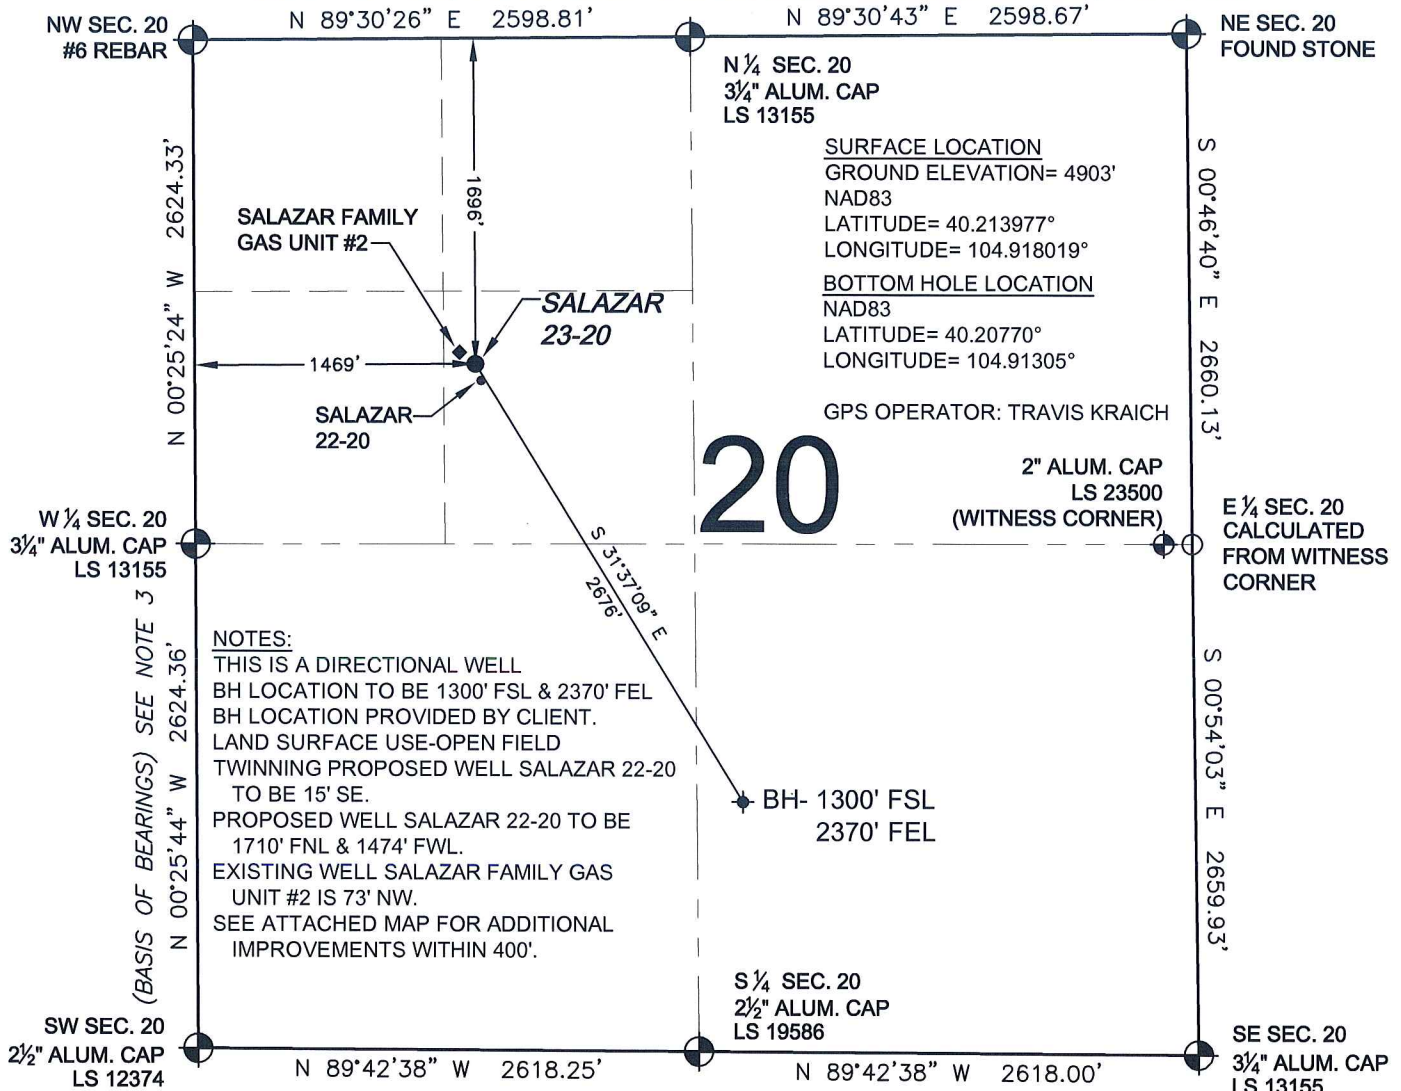 N 89°30'26" E 2598.81'
N 89°30'43" E 2598.67'
NW SEC. 20
#6 REBAR
NE SEC. 20
FOUND STONE
N ¼ SEC. 20
3¼" ALUM. CAP
LS 13155
SURFACE LOCATION
GROUND ELEVATION= 4903'
NAD83
LATITUDE= 40.213977°
LONGITUDE= 104.918019°
BOTTOM HOLE LOCATION
NAD83
LATITUDE= 40.20770°
LONGITUDE= 104.91305°
GPS OPERATOR: TRAVIS KRAICH
N 00°25'24" W 2624.33'
1696'
SALAZAR FAMILY
GAS UNIT #2
SALAZAR
23-20
1469'
SALAZAR
22-20
S 00°46'40" E 2660.13'
20
2" ALUM. CAP
LS 23500
(WITNESS CORNER)
E ¼ SEC. 20
CALCULATED
FROM WITNESS
CORNER
W ¼ SEC. 20
3¼" ALUM. CAP
LS 13155
S 31°37'09" E
2676'
(BASIS OF BEARINGS) SEE NOTE 3
N 00°25'44" W 2624.36'
NOTES:
THIS IS A DIRECTIONAL WELL
BH LOCATION TO BE 1300' FSL & 2370' FEL
BH LOCATION PROVIDED BY CLIENT.
LAND SURFACE USE-OPEN FIELD
TWINNING PROPOSED WELL SALAZAR 22-20
TO BE 15' SE.
PROPOSED WELL SALAZAR 22-20 TO BE
1710' FNL & 1474' FWL.
EXISTING WELL SALAZAR FAMILY GAS
UNIT #2 IS 73' NW.
SEE ATTACHED MAP FOR ADDITIONAL
IMPROVEMENTS WITHIN 400'.
BH- 1300' FSL
2370' FEL
S 00°54'03" E 2659.93'
S ¼ SEC. 20
2½" ALUM. CAP
LS 19586
SW SEC. 20
2½" ALUM. CAP
LS 12374
N 89°42'38" W 2618.25'
N 89°42'38" W 2618.00'
SE SEC. 20
3¼" ALUM. CAP
LS 13155